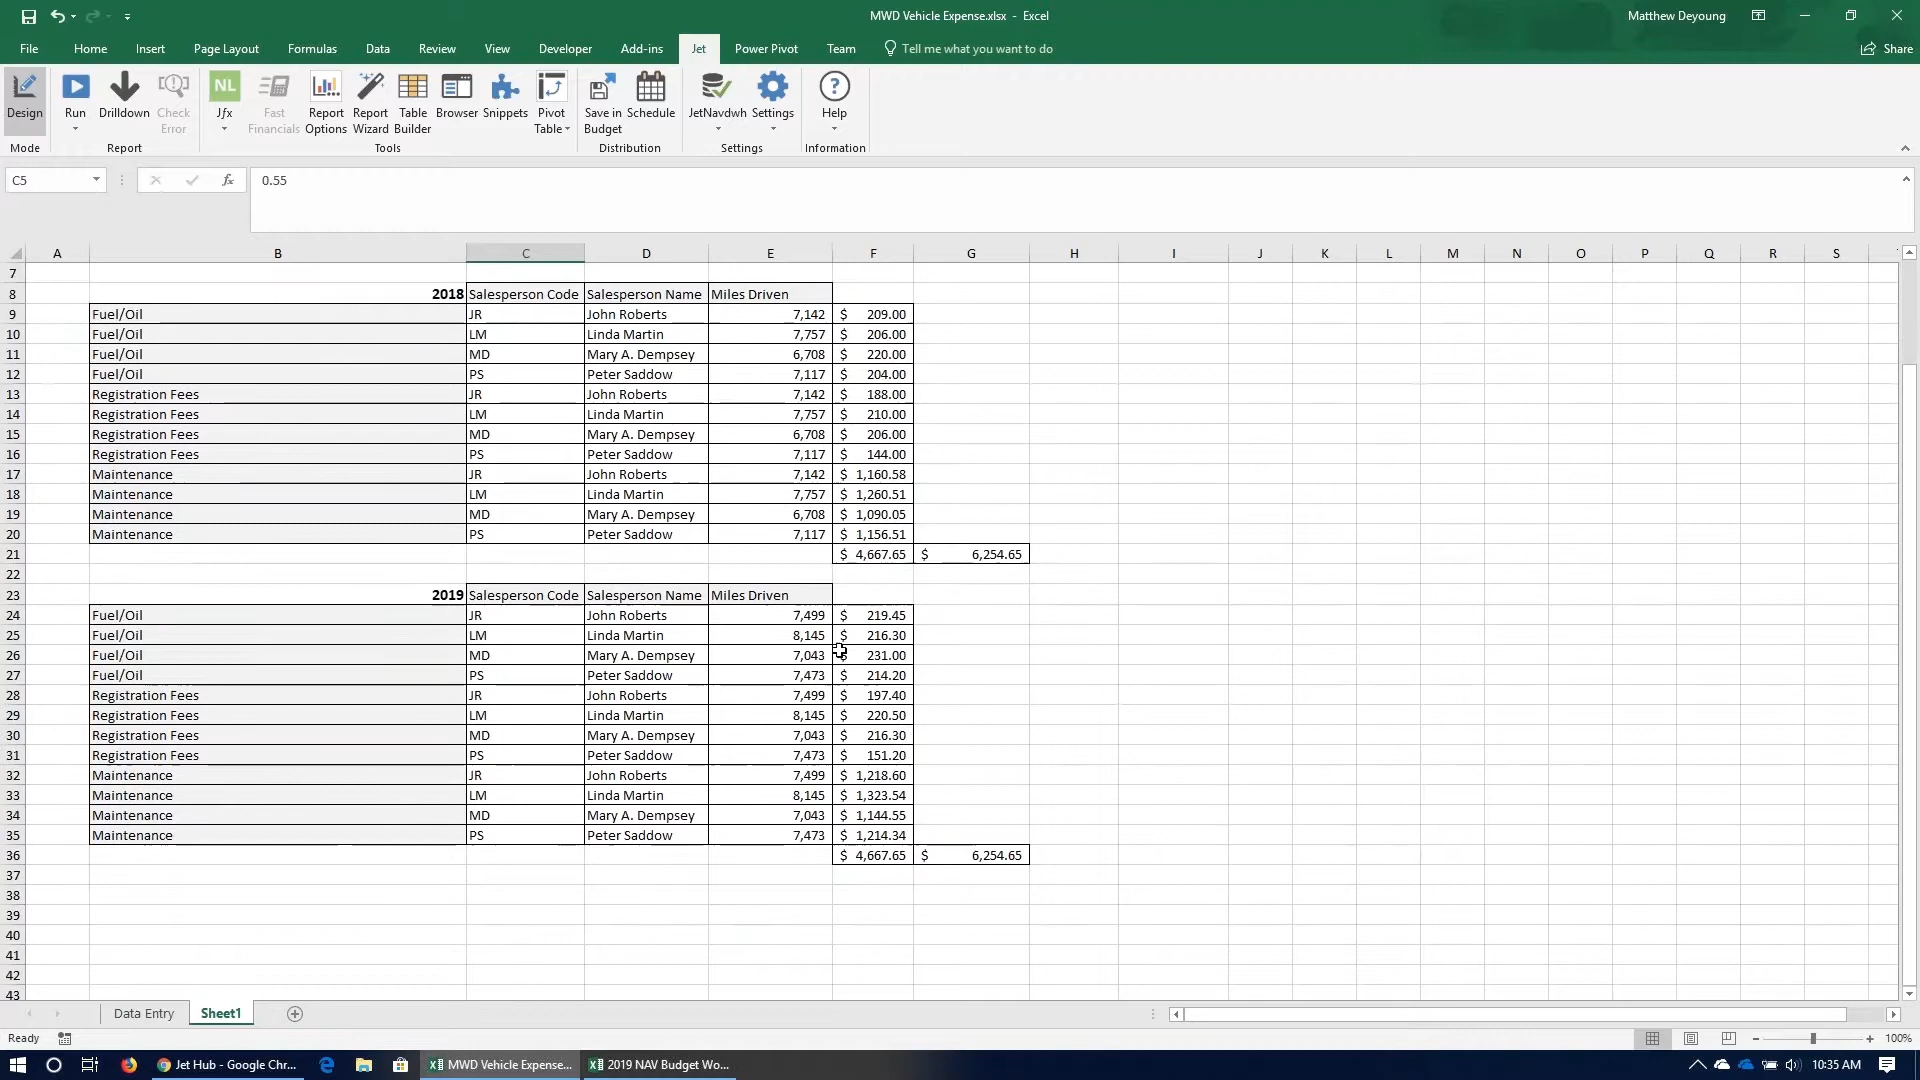 MWD Vehicle Expense.xlsx - Excel
Matthew Deyoung
File Home Insert Page Layout Formulas Data Review View Developer Add-ins Jet Power Pivot Team Tell me what you want to do Share
NL
Design Run Drilldown Check Error Jfx Fast Financials Report Options Report Wizard Table Builder Browser Snippets Pivot Table Save in Budget Schedule JetNavdwh Settings Help
Mode Report Tools Distribution Settings Information
C5 fx 0.55
A B C D E F G H I J K L M N O P Q R S
7
8 2018 Salesperson Code Salesperson Name Miles Driven
9 Fuel/Oil JR John Roberts 7,142 $ 209.00
10 Fuel/Oil LM Linda Martin 7,757 $ 206.00
11 Fuel/Oil MD Mary A. Dempsey 6,708 $ 220.00
12 Fuel/Oil PS Peter Saddow 7,117 $ 204.00
13 Registration Fees JR John Roberts 7,142 $ 188.00
14 Registration Fees LM Linda Martin 7,757 $ 210.00
15 Registration Fees MD Mary A. Dempsey 6,708 $ 206.00
16 Registration Fees PS Peter Saddow 7,117 $ 144.00
17 Maintenance JR John Roberts 7,142 $ 1,160.58
18 Maintenance LM Linda Martin 7,757 $ 1,260.51
19 Maintenance MD Mary A. Dempsey 6,708 $ 1,090.05
20 Maintenance PS Peter Saddow 7,117 $ 1,156.51
21 $ 4,667.65 $ 6,254.65
22
23 2019 Salesperson Code Salesperson Name Miles Driven
24 Fuel/Oil JR John Roberts 7,499 $ 219.45
25 Fuel/Oil LM Linda Martin 8,145 $ 216.30
26 Fuel/Oil MD Mary A. Dempsey 7,043 $ 231.00
27 Fuel/Oil PS Peter Saddow 7,473 $ 214.20
28 Registration Fees JR John Roberts 7,499 $ 197.40
29 Registration Fees LM Linda Martin 8,145 $ 220.50
30 Registration Fees MD Mary A. Dempsey 7,043 $ 216.30
31 Registration Fees PS Peter Saddow 7,473 $ 151.20
32 Maintenance JR John Roberts 7,499 $ 1,218.60
33 Maintenance LM Linda Martin 8,145 $ 1,323.54
34 Maintenance MD Mary A. Dempsey 7,043 $ 1,144.55
35 Maintenance PS Peter Saddow 7,473 $ 1,214.34
36 $ 4,667.65 $ 6,254.65
37
38
39
40
41
42
43
Data Entry Sheet1
Ready 100%
Jet Hub - Google Chr... MWD Vehicle Expense... 2019 NAV Budget Wo... 10:35 AM